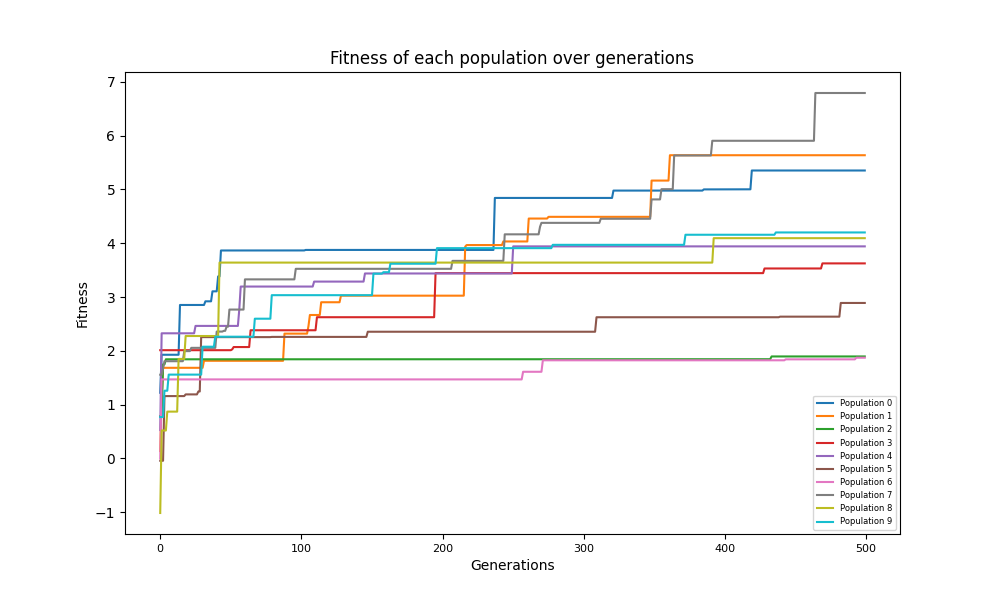 Fitness of each population over generations
Fitness
7
6
5
4
3
2
1
0
−1
0 100 200 300 400 500
Generations
Population 0
Population 1
Population 2
Population 3
Population 4
Population 5
Population 6
Population 7
Population 8
Population 9